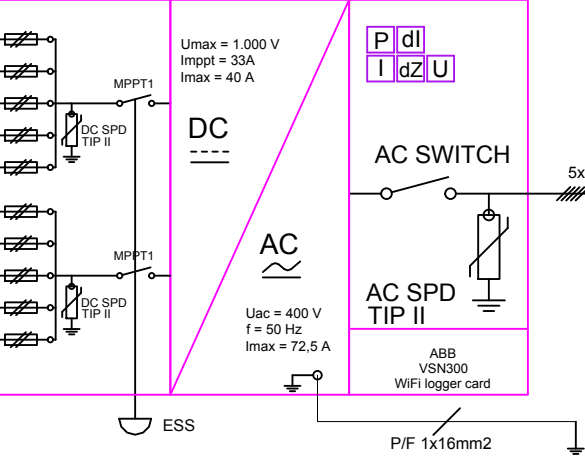 Umax = 1.000 V
Imppt = 33A
Imax = 40 A
P dI
I dZ U
MPPT1
DC SPD
TIP II
DC
AC SWITCH
5x
MPPT1
DC SPD
TIP II
AC
AC SPD
TIP II
Uac = 400 V
f = 50 Hz
Imax = 72,5 A
ABB
VSN300
WiFi logger card
ESS
P/F 1x16mm2